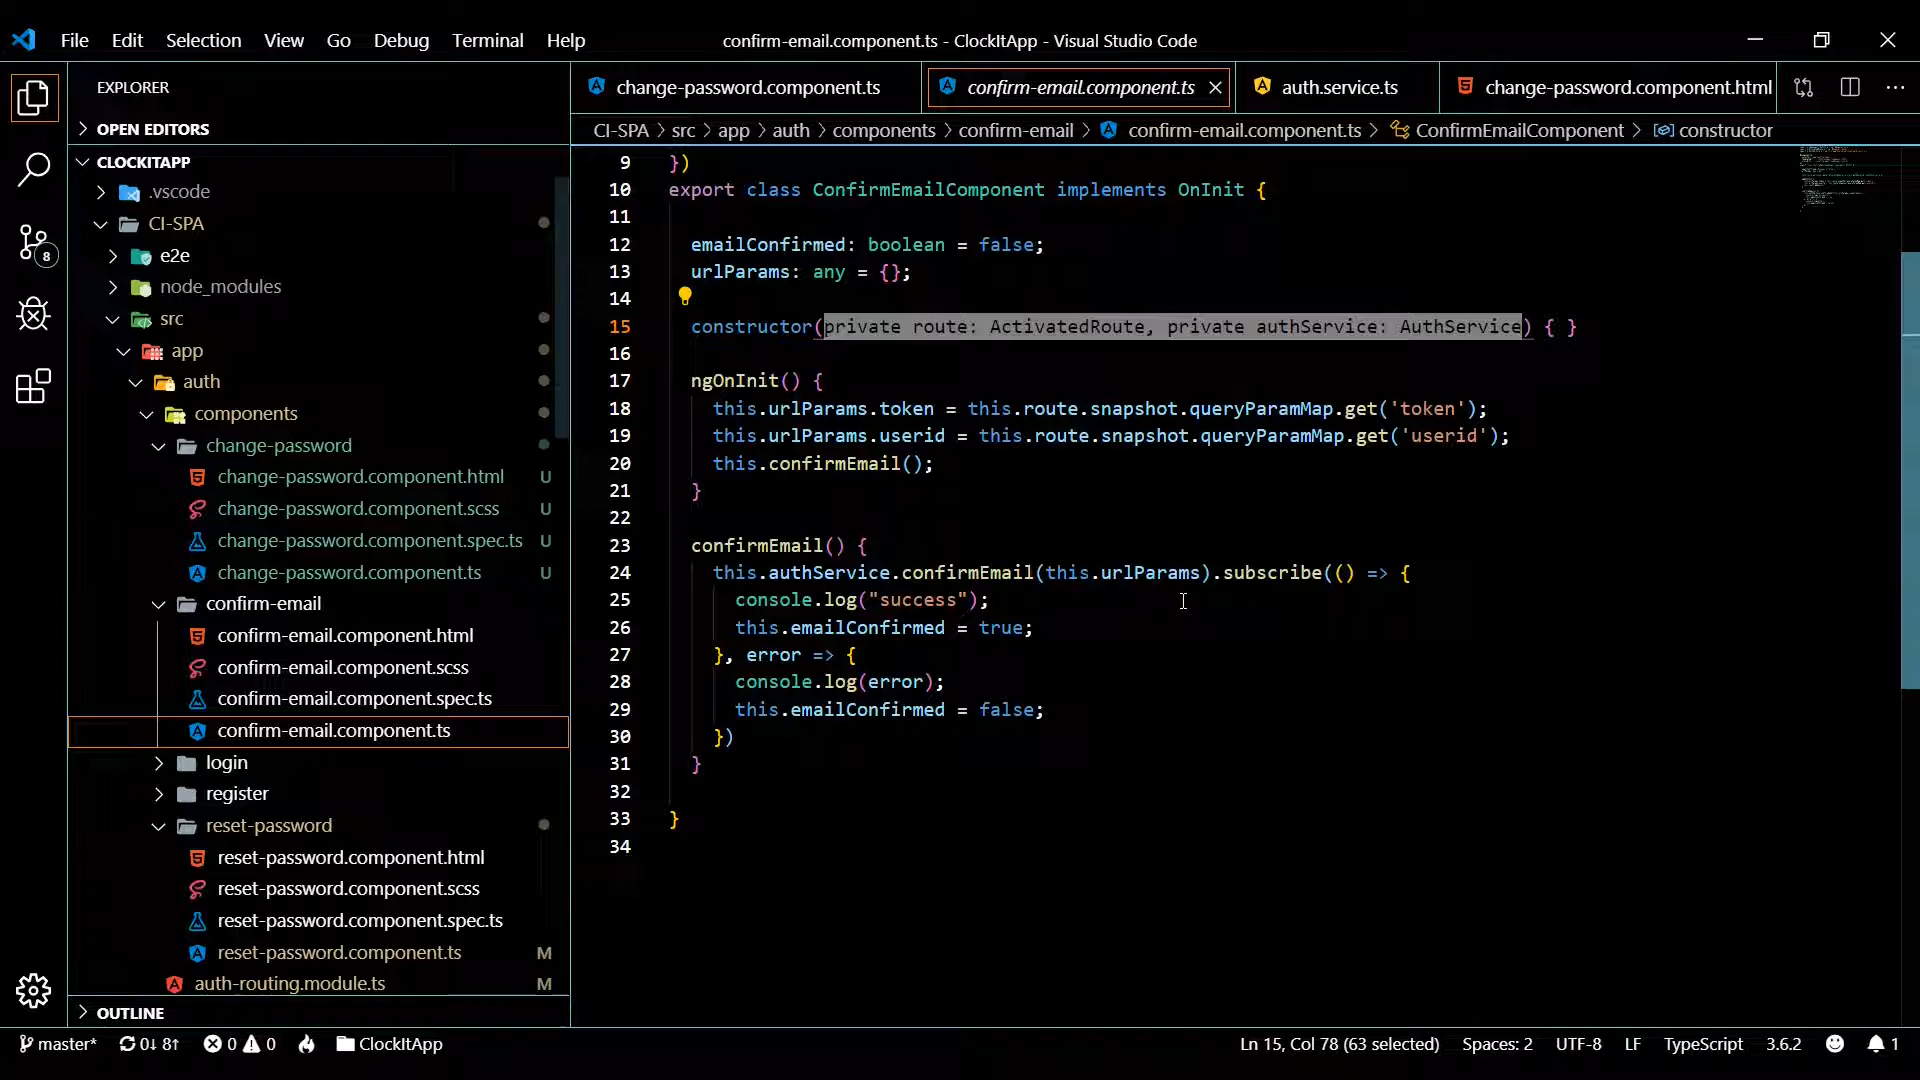 File Edit Selection View Go Debug Terminal Help
confirm-email.component.ts - ClockItApp - Visual Studio Code
EXPLORER
OPEN EDITORS
CLOCKITAPP
.vscode
CI-SPA
e2e
node_modules
src
app
auth
components
change-password
change-password.component.html U
change-password.component.scss U
change-password.component.spec.ts U
change-password.component.ts U
confirm-email
confirm-email.component.html
confirm-email.component.scss
confirm-email.component.spec.ts
confirm-email.component.ts
login
register
reset-password
reset-password.component.html
reset-password.component.scss
reset-password.component.spec.ts
reset-password.component.ts M
auth-routing.module.ts M
OUTLINE
8
change-password.component.ts confirm-email.component.ts auth.service.ts change-password.component.html
CI-SPA > src > app > auth > components > confirm-email > confirm-email.component.ts > ConfirmEmailComponent > constructor
9 })
10 export class ConfirmEmailComponent implements OnInit {
11
12 emailConfirmed: boolean = false;
13 urlParams: any = {};
14
15 constructor(private route: ActivatedRoute, private authService: AuthService) { }
16
17 ngOnInit() {
18 this.urlParams.token = this.route.snapshot.queryParamMap.get('token');
19 this.urlParams.userid = this.route.snapshot.queryParamMap.get('userid');
20 this.confirmEmail();
21 }
22
23 confirmEmail() {
24 this.authService.confirmEmail(this.urlParams).subscribe(() => {
25 console.log("success");
26 this.emailConfirmed = true;
27 }, error => {
28 console.log(error);
29 this.emailConfirmed = false;
30 })
31 }
32
33 }
34
master* 0↓ 8↑ 0 0 ClockItApp Ln 15, Col 78 (63 selected) Spaces: 2 UTF-8 LF TypeScript 3.6.2 1